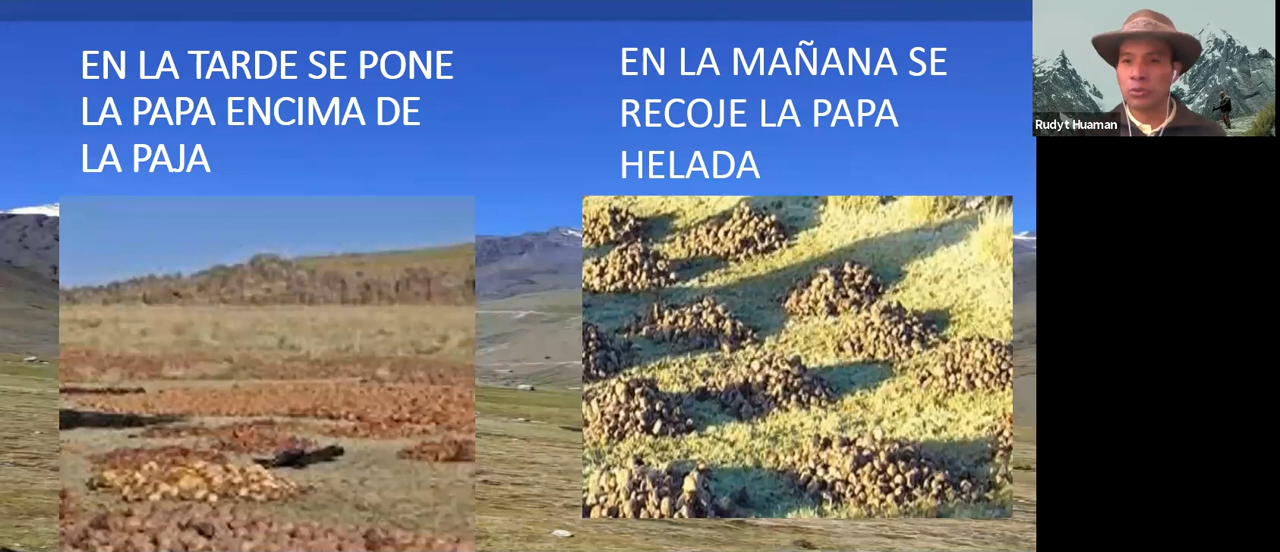 EN LA TARDE SE PONE
LA PAPA ENCIMA DE
LA PAJA
EN LA MAÑANA SE
RECOJE LA PAPA
HELADA
Rudyt Huaman